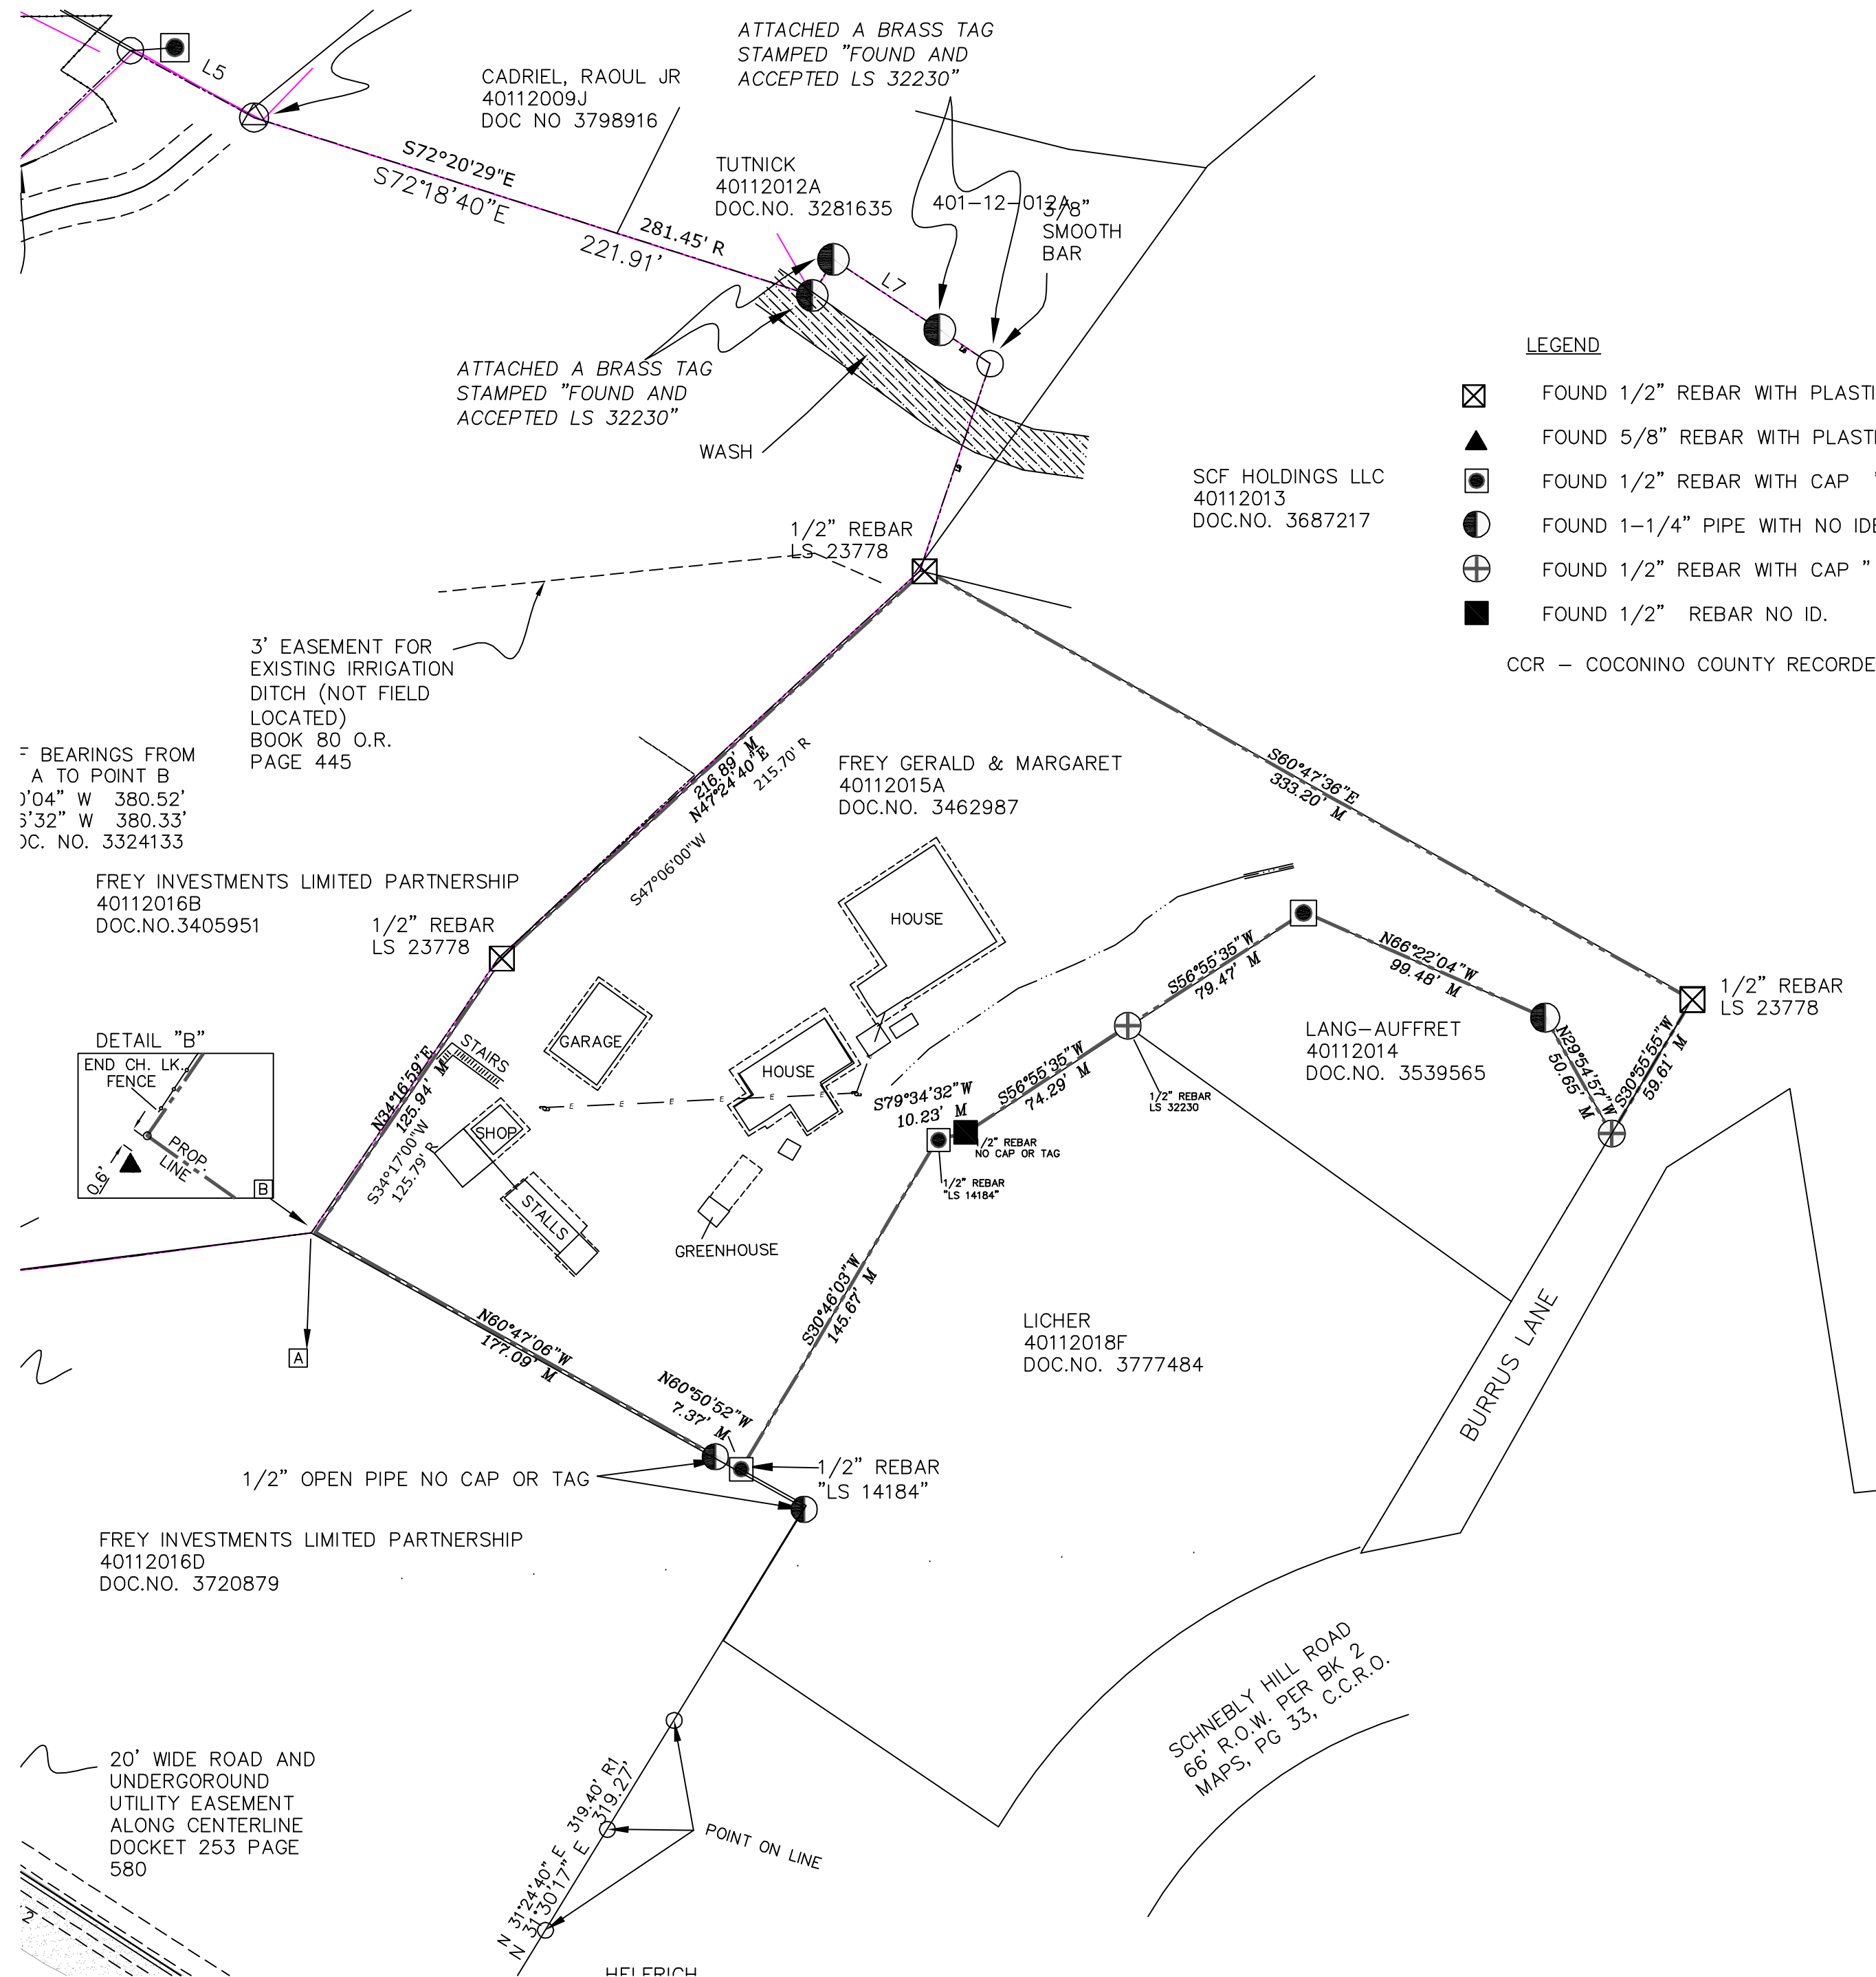 ATTACHED A BRASS TAG
STAMPED "FOUND AND
ACCEPTED LS 32230"
L5
CADRIEL, RAOUL JR
40112009J
DOC NO 3798916
S72°20'29"E
S72°18'40"E
281.45' R
221.91'
TUTNICK
40112012A
DOC.NO. 3281635
401-12-012A
3/8"
SMOOTH
BAR
L7
ATTACHED A BRASS TAG
STAMPED "FOUND AND
ACCEPTED LS 32230"
WASH
LEGEND
FOUND 1/2" REBAR WITH PLASTI
FOUND 5/8" REBAR WITH PLASTI
FOUND 1/2" REBAR WITH CAP "
FOUND 1-1/4" PIPE WITH NO IDE
FOUND 1/2" REBAR WITH CAP "
FOUND 1/2" REBAR NO ID.
CCR - COCONINO COUNTY RECORDE
SCF HOLDINGS LLC
40112013
DOC.NO. 3687217
1/2" REBAR
LS 23778
3' EASEMENT FOR
EXISTING IRRIGATION
DITCH (NOT FIELD
LOCATED)
BOOK 80 O.R.
PAGE 445
F BEARINGS FROM
A TO POINT B
0'04" W 380.52'
6'32" W 380.33'
OC. NO. 3324133
216.89' M
N47°24'40"E
215.70' R
S47°06'00"W
FREY GERALD & MARGARET
40112015A
DOC.NO. 3462987
S60°47'36"E
333.20' M
FREY INVESTMENTS LIMITED PARTNERSHIP
40112016B
DOC.NO.3405951
1/2" REBAR
LS 23778
HOUSE
GARAGE
STAIRS
HOUSE
SHOP
STALLS
GREENHOUSE
E E E E E
DETAIL "B"
END CH. LK.
FENCE
PROP.
LINE
0.6'
B
A
N34°16'59"E
125.94' M
S34°17'00"W
125.79' R
S56°55'35"W
79.47' M
N66°22'04"W
99.48' M
1/2" REBAR
LS 23778
LANG-AUFFRET
40112014
DOC.NO. 3539565
N29°54'57"W
50.65' M
S30°55'55"W
59.61' M
S79°34'32"W
10.23' M
S56°55'35"W
74.29' M
1/2" REBAR
LS 32230
1/2" REBAR
NO CAP OR TAG
1/2" REBAR
"LS 14184"
S30°46'03"W
145.67' M
N60°47'06"W
177.09' M
N60°50'52"W
7.37' M
LICHER
40112018F
DOC.NO. 3777484
BURRUS LANE
1/2" OPEN PIPE NO CAP OR TAG
1/2" REBAR
"LS 14184"
FREY INVESTMENTS LIMITED PARTNERSHIP
40112016D
DOC.NO. 3720879
SCHNEBLY HILL ROAD
66' R.O.W. PER BK 2
MAPS, PG 33, C.C.R.O.
20' WIDE ROAD AND
UNDERGOROUND
UTILITY EASEMENT
ALONG CENTERLINE
DOCKET 253 PAGE
580
N 31°24'40" E 319.40' R1,
N 31°30'17" E 319.27'
POINT ON LINE
2
HELFRICH